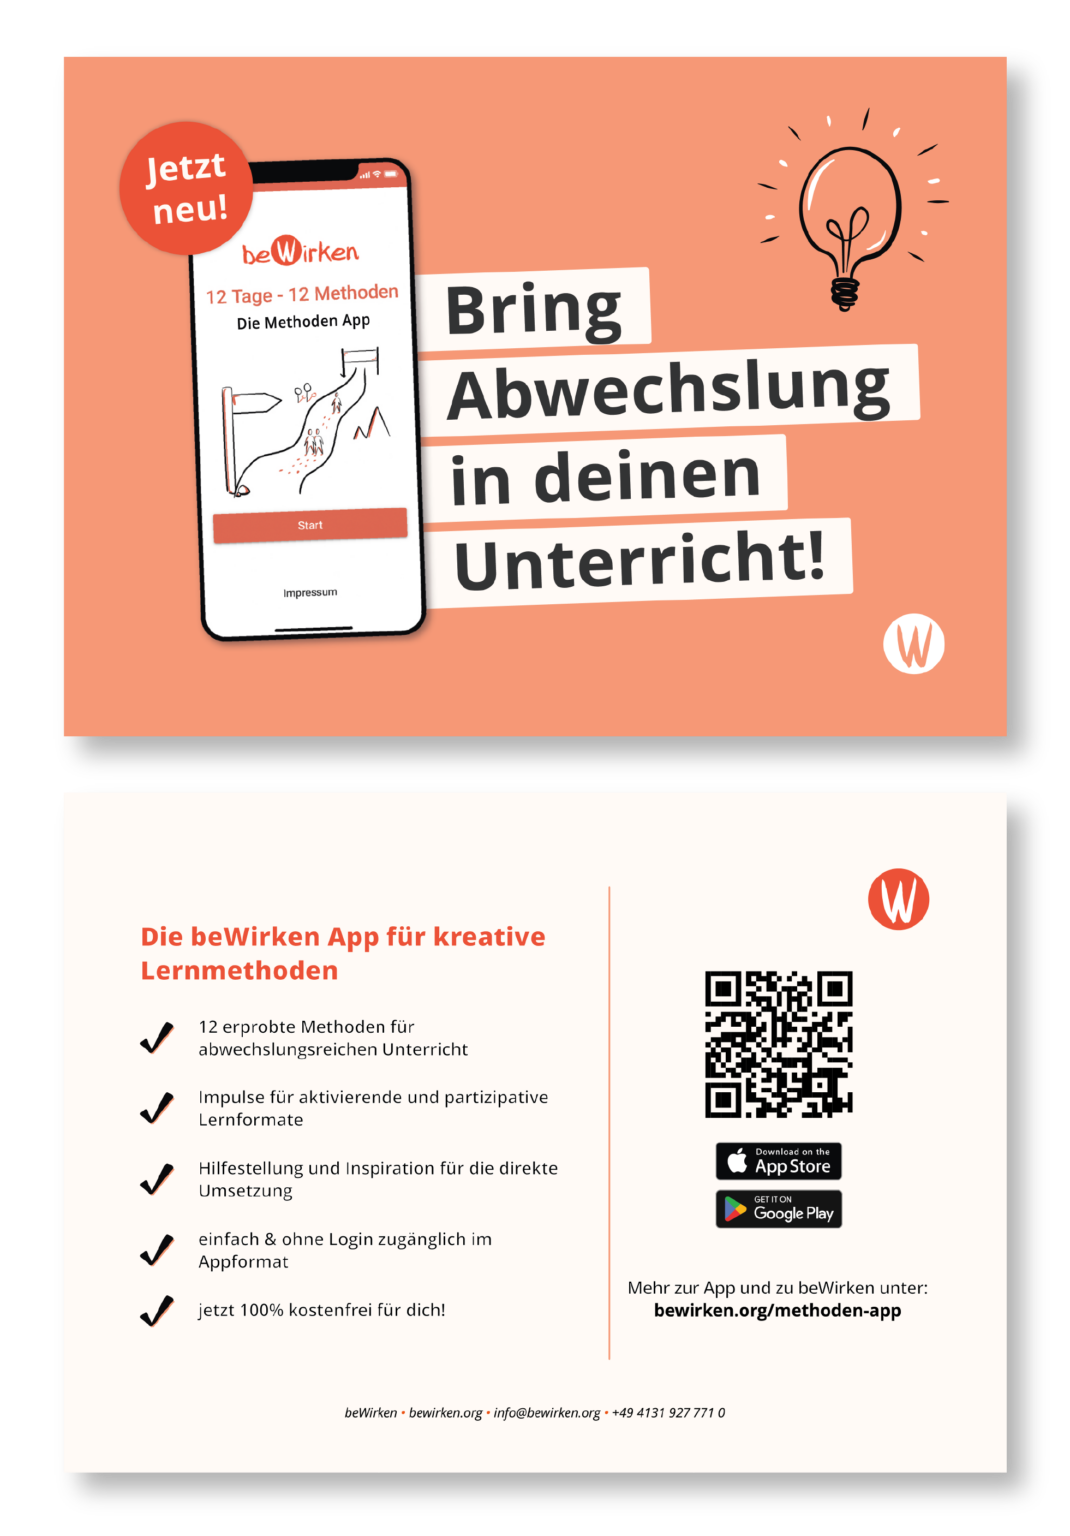 Jetzt
neu!
beWirken
12 Tage - 12 Methoden
Die Methoden App
Start
Impressum
Bring
Abwechslung
in deinen
Unterricht!
W
W
Die beWirken App für kreative
Lernmethoden
12 erprobte Methoden für
abwechslungsreichen Unterricht
Impulse für aktivierende und partizipative
Lernformate
Hilfestellung und Inspiration für die direkte
Umsetzung
einfach & ohne Login zugänglich im
Appformat
jetzt 100% kostenfrei für dich!
Download on the
App Store
GET IT ON
Google Play
Mehr zur App und zu beWirken unter:
bewirken.org/methoden-app
beWirken • bewirken.org • info@bewirken.org • +49 4131 927 771 0